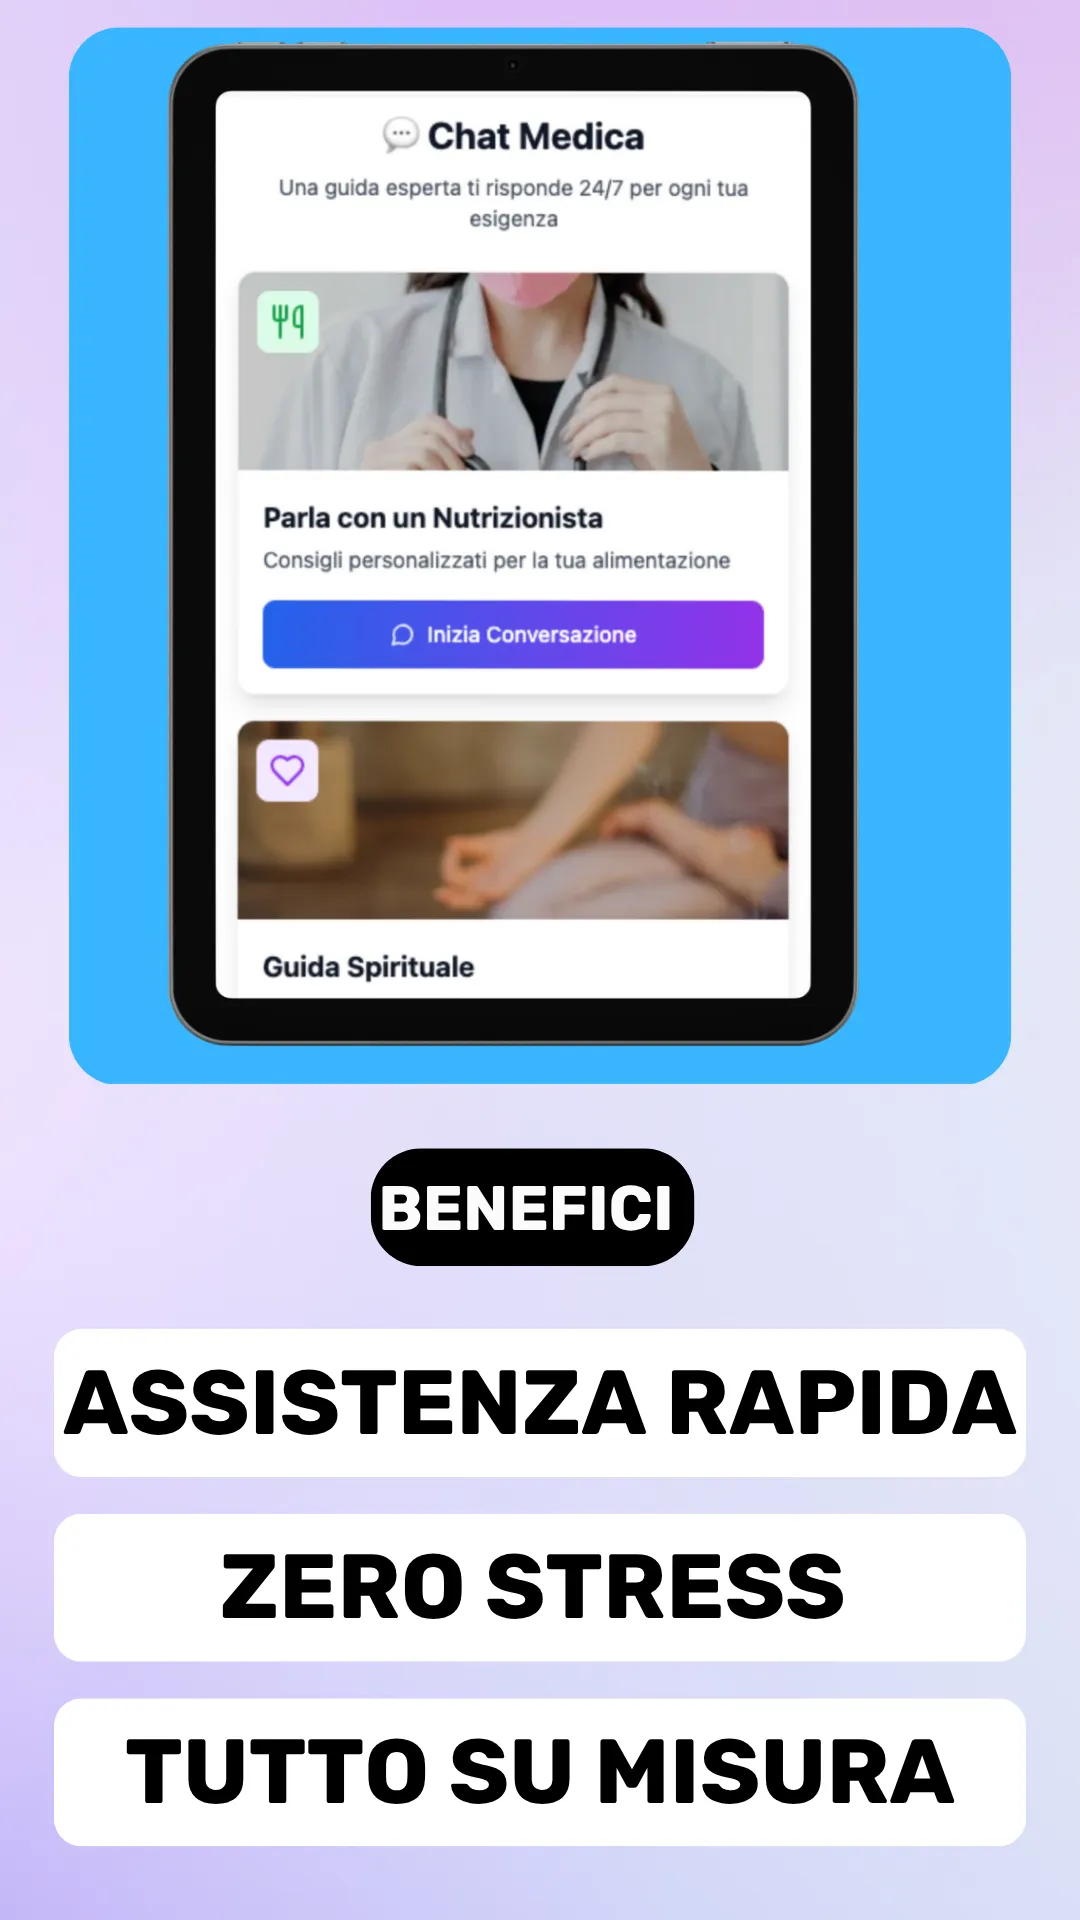 Chat Medica
Una guida esperta ti risponde 24/7 per ogni tua
esigenza
Parla con un Nutrizionista
Consigli personalizzati per la tua alimentazione
Inizia Conversazione
Guida Spirituale
BENEFICI
ASSISTENZA RAPIDA
ZERO STRESS
TUTTO SU MISURA